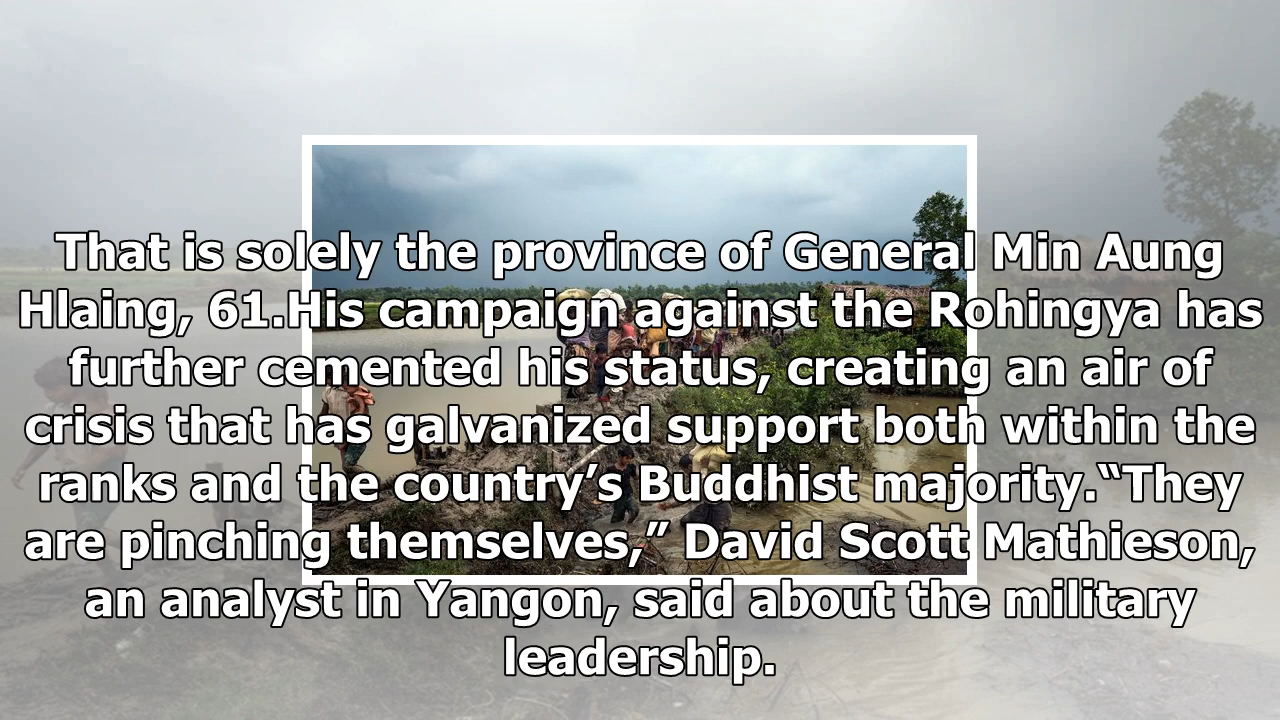 That is solely the province of General Min Aung
Hlaing, 61.His campaign against the Rohingya has
further cemented his status, creating an air of
crisis that has galvanized support both within the
ranks and the country’s Buddhist majority.“They
are pinching themselves,” David Scott Mathieson,
an analyst in Yangon, said about the military
leadership.